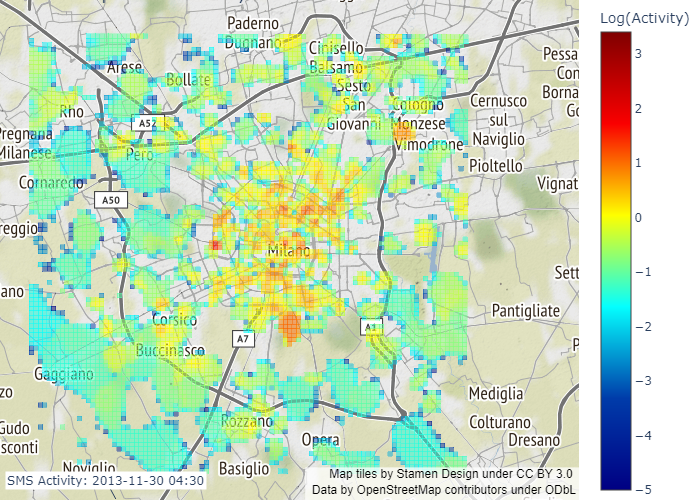 Log(Activity)
3
2
1
0
−1
−2
−3
−4
−5
Paderno
Dugnano
Cinisello
Balsamo
Arese
Bollate
Sesto
San
Giovanni
Cologno
Monzese
Cernusco
sul
Naviglio
Pessa
Con
Borna
Go
Rho
A52
Pregnana
Milanese
Pero
Vimodrone
Pioltello
Cornaredo
Vignat
A50
reggio
Milano
Sett
ano
Corsico
A7
A1
Pantigliate
Buccinasco
P
Gaggiano
zo
Mediglia
Gudo
sconti
Rozzano
Opera
Colturano
Dresano
Noviglio
Basiglio
SMS Activity: 2013-11-30 04:30
Map tiles by Stamen Design under CC BY 3.0
Data by OpenStreetMap contributors under ODbL